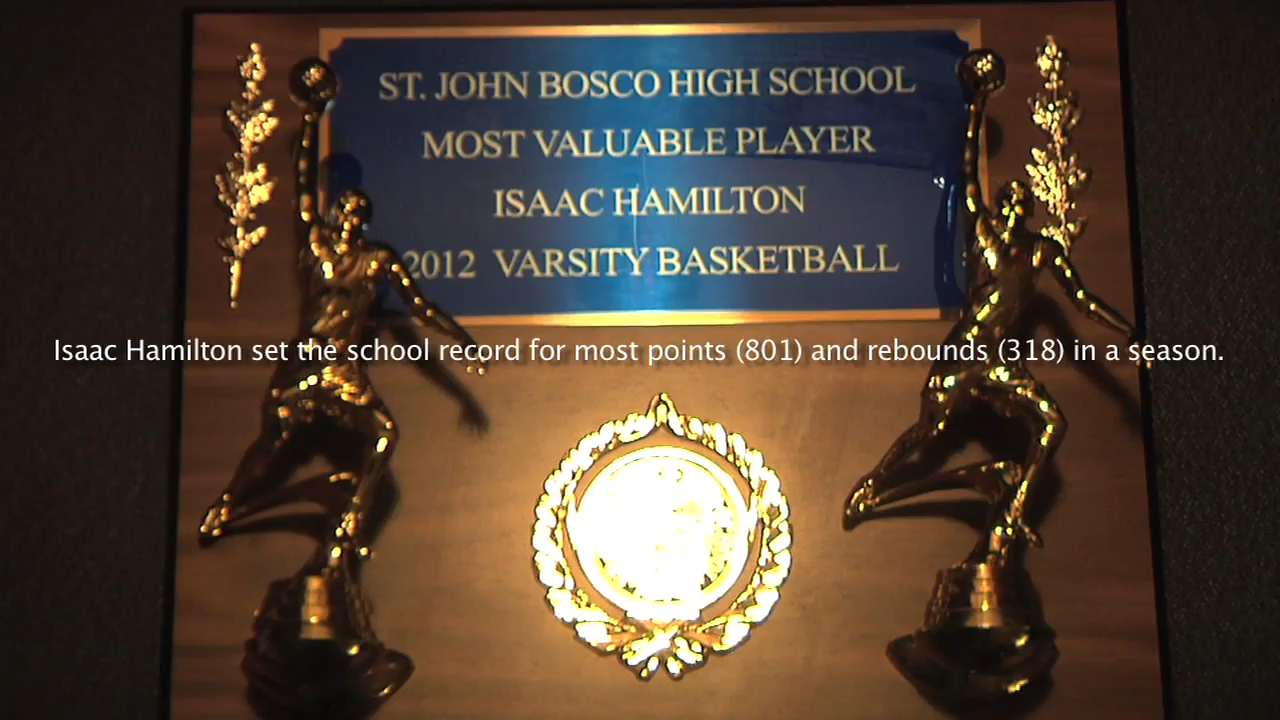 ST. JOHN BOSCO HIGH SCHOOL
MOST VALUABLE PLAYER
ISAAC HAMILTON
2012 VARSITY BASKETBALL
Isaac Hamilton set the school record for most points (801) and rebounds (318) in a season.